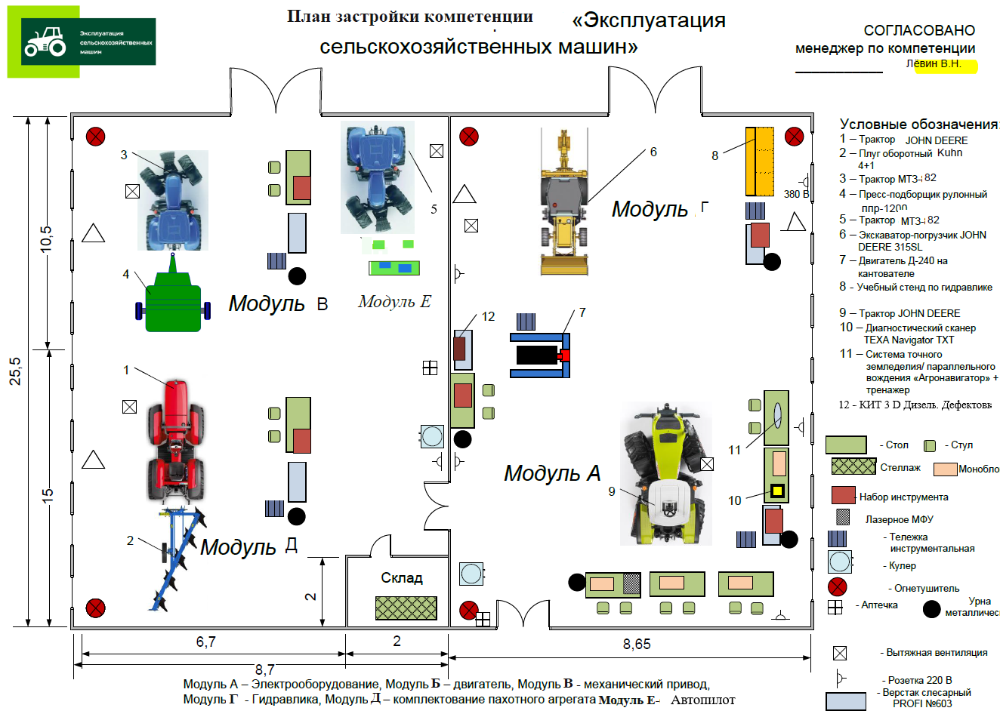 План застройки компетенции «Эксплуатация
сельскохозяйственных машин»
Эксплуатация
сельскохозяйственных
машин
СОГЛАСОВАНО
менеджер по компетенции
Лёвин В.Н.
Условные обозначения:
1 – Трактор JOHN DEERE
2 – Плуг оборотный Kuhn
4+1
3 – Трактор МТЗ-82
4 – Пресс-подборщик рулонный
ппр-1200
5 – Трактор МТЗ-82
6 – Экскаватор-погрузчик JOHN
DEERE 315SL
7 – Двигатель Д-240 на
кантователе
8 - Учебный стенд по гидравлике
9 – Трактор JOHN DEERE
10 – Диагностический сканер
TEXA Navigator TXT
11 – Система точного
земледелия/ параллельного
вождения «Агронавигатор» +
тренажер
12 - КИТ 3 D Дизель. Дефектовк
- Стол
- Стул
Стеллаж
Монобло
- Набор инструмента
Лазерное МФУ
- Тележка
инструментальная
- Кулер
- Огнетушитель
- Аптечка
Урна
металличес
- Вытяжная вентиляция
- Розетка 220 В
- Верстак слесарный
PROFI №603
3
5
6
8
380 В
Модуль Г
4
Модуль В
Модуль Е
12
7
1
11
Модуль А
9
10
2
Модуль Д
Склад
10,5
25,5
15
2
6,7
2
8,65
8,7
Модуль А – Электрооборудование, Модуль Б – двигатель, Модуль В - механический привод,
Модуль Г - Гидравлика, Модуль Д – комплектование пахотного агрегата Модуль Е- Автопилот